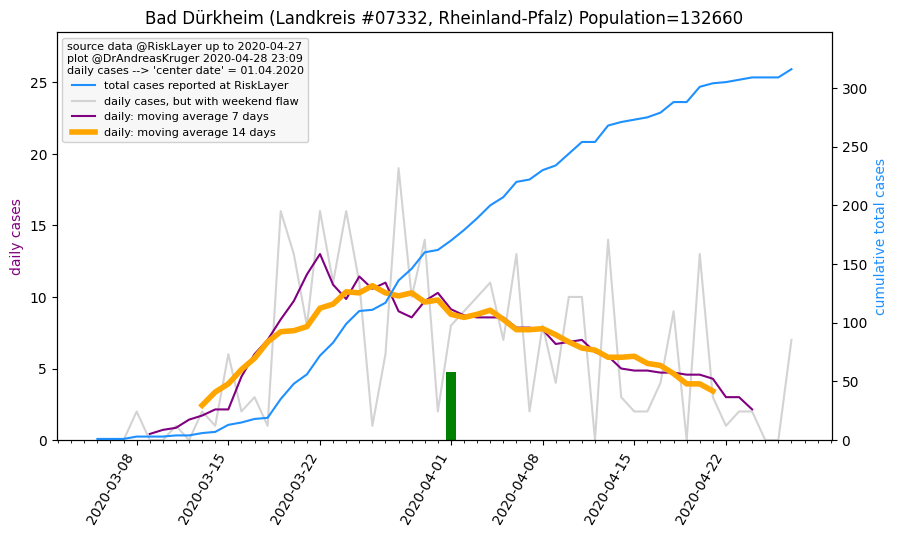 Bad Dürkheim (Landkreis #07332, Rheinland-Pfalz) Population=132660
source data @RiskLayer up to 2020-04-27
plot @DrAndreasKruger 2020-04-28 23:09
daily cases --> 'center date' = 01.04.2020
total cases reported at RiskLayer
daily cases, but with weekend flaw
daily: moving average 7 days
daily: moving average 14 days
daily cases
25
20
15
10
5
0
300
250
200
150
100
50
0
cumulative total cases
2020-03-08
2020-03-15
2020-03-22
2020-04-01
2020-04-08
2020-04-15
2020-04-22